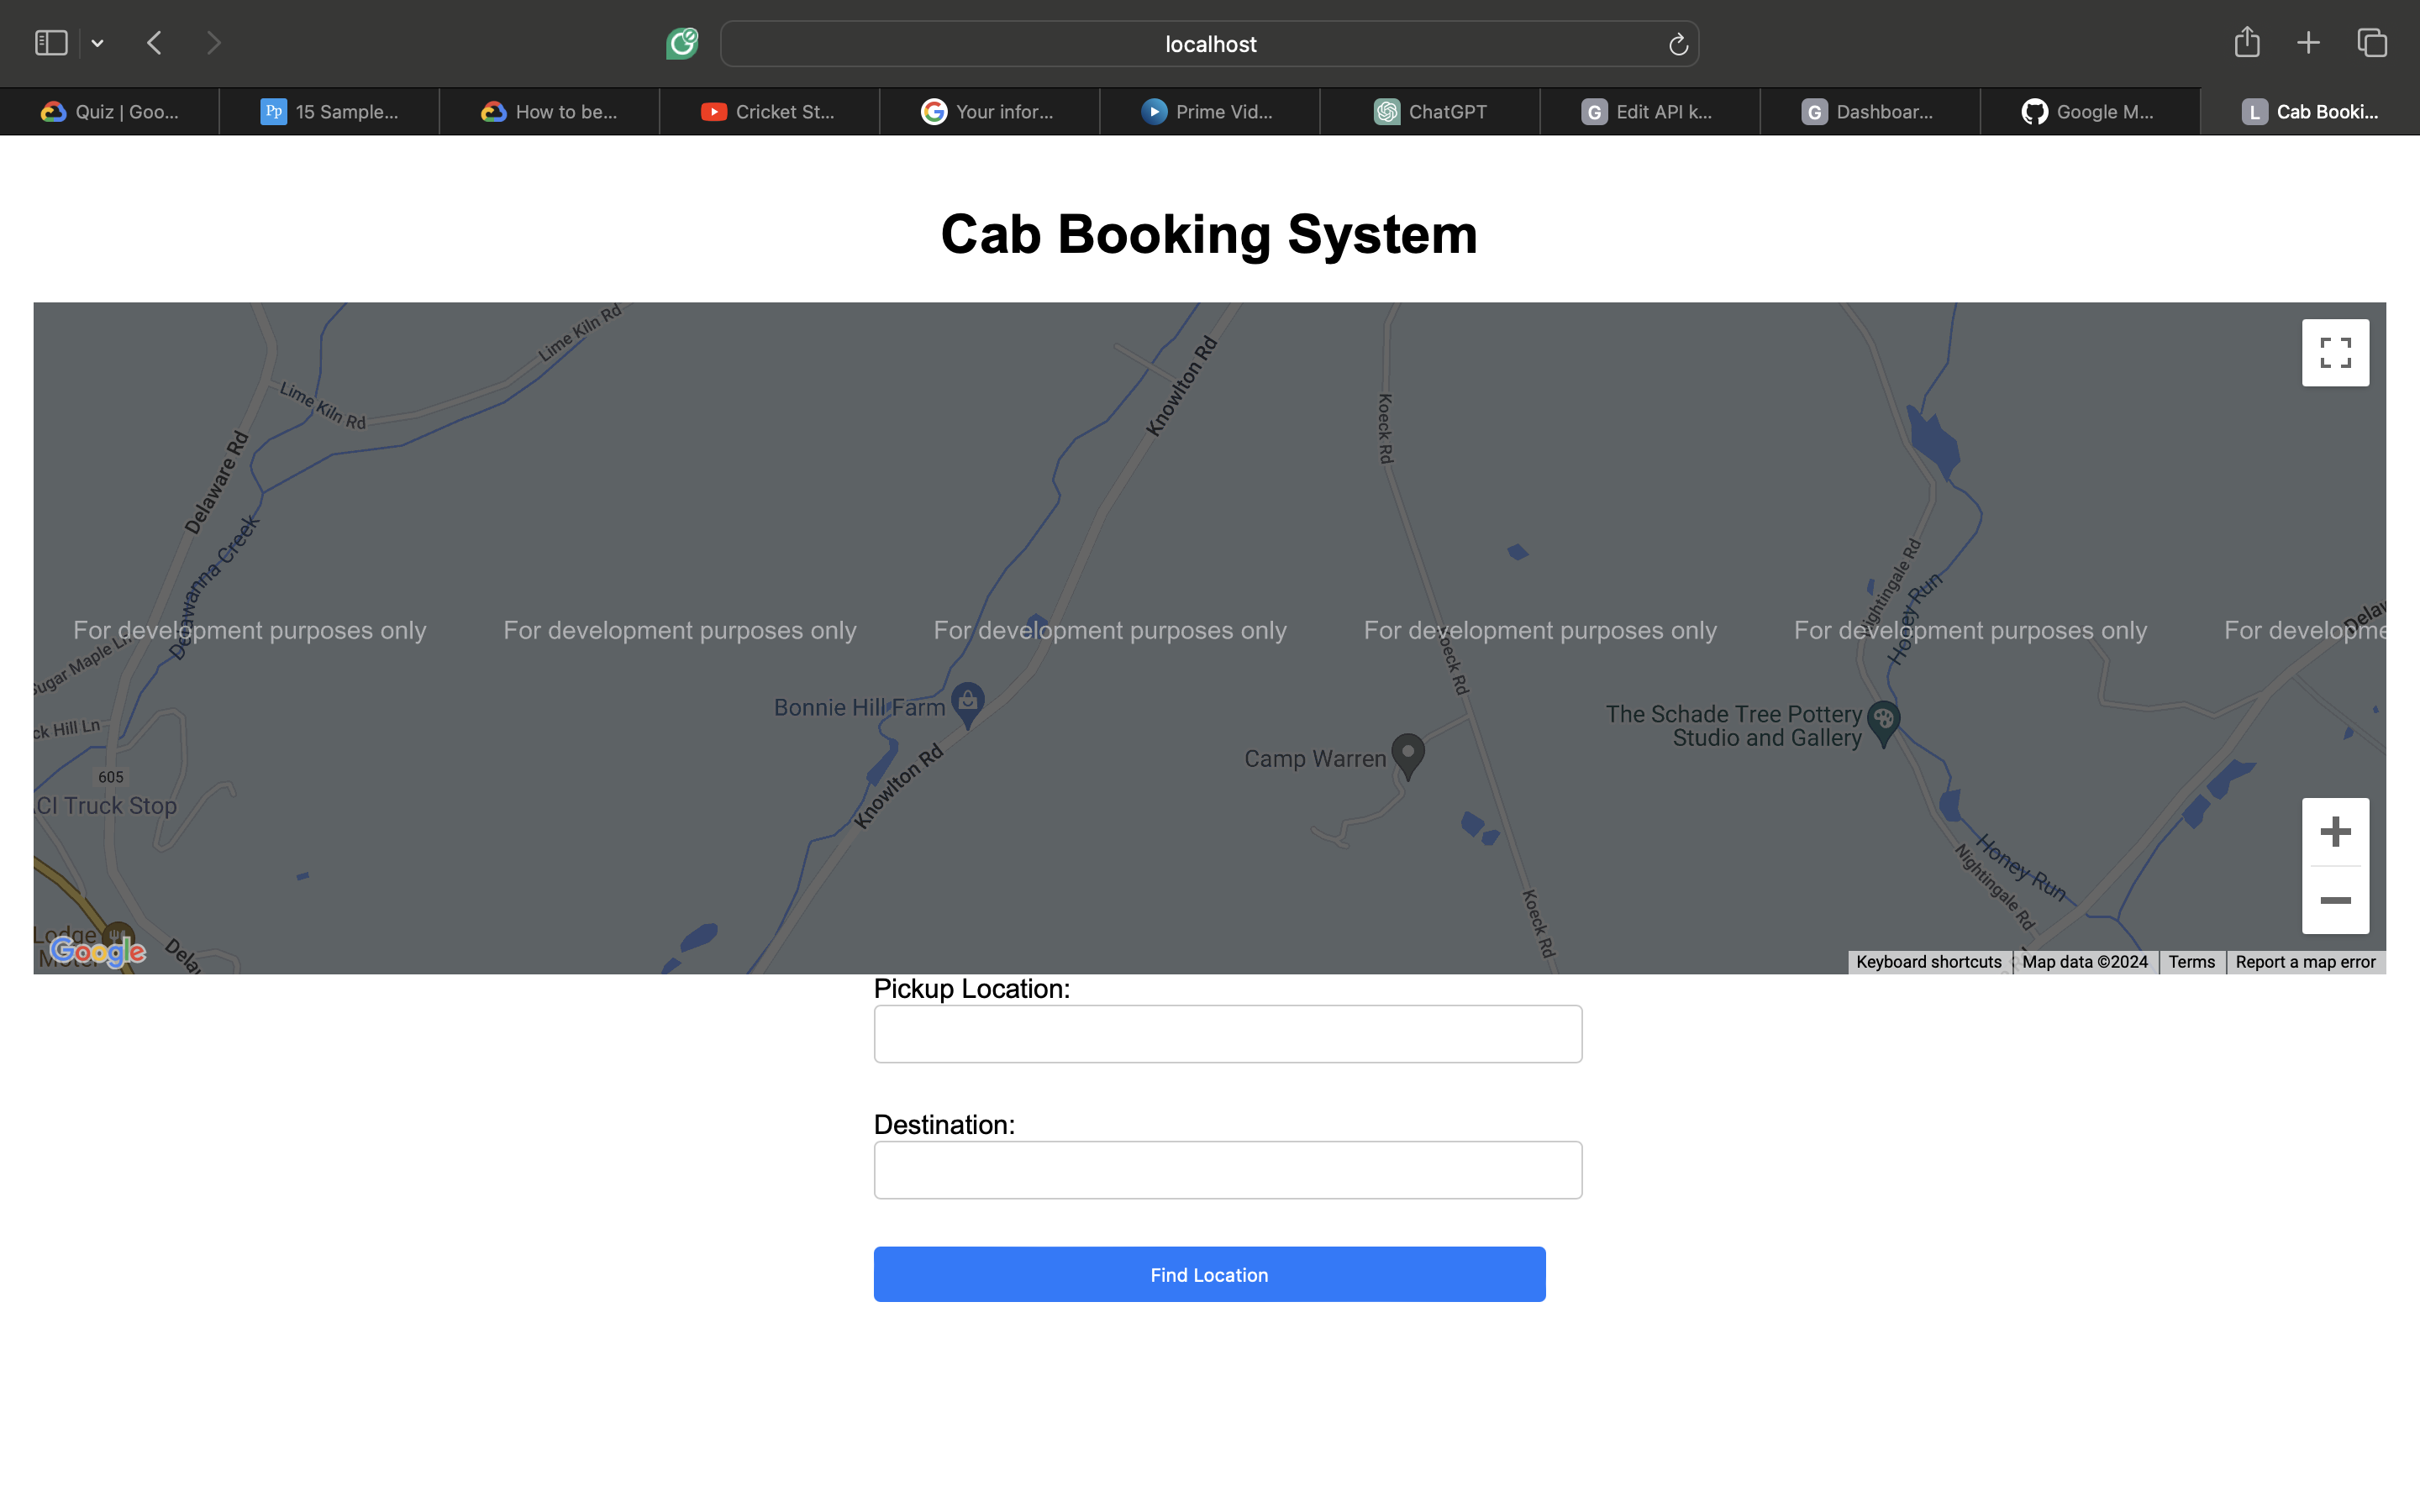 localhost
Quiz | Goo...
Pp 15 Sample...
How to be...
Cricket St...
G Your infor...
Prime Vid...
ChatGPT
G Edit API k...
G Dashboar...
Google M...
L Cab Booki...
Cab Booking System
Lime Kiln Rd
Lime Kiln Rd
Knowlton Rd
Koeck Rd
Delaware Rd
Delawanna Creek
Nightingale Rd
Honey Run
Delaw
For development purposes only
For development purposes only
For development purposes only
For development purposes only
For development purposes only
For developme
Sugar Maple Ln
Koeck Rd
Bonnie Hill Farm
The Schade Tree Pottery
Studio and Gallery
ck Hill Ln
Knowlton Rd
Camp Warren
605
CI Truck Stop
Honey Run
Nightingale Rd
Koeck Rd
Lodge
Motel
Google
Dela
Keyboard shortcuts
Map data ©2024
Terms
Report a map error
Pickup Location:
Destination:
Find Location